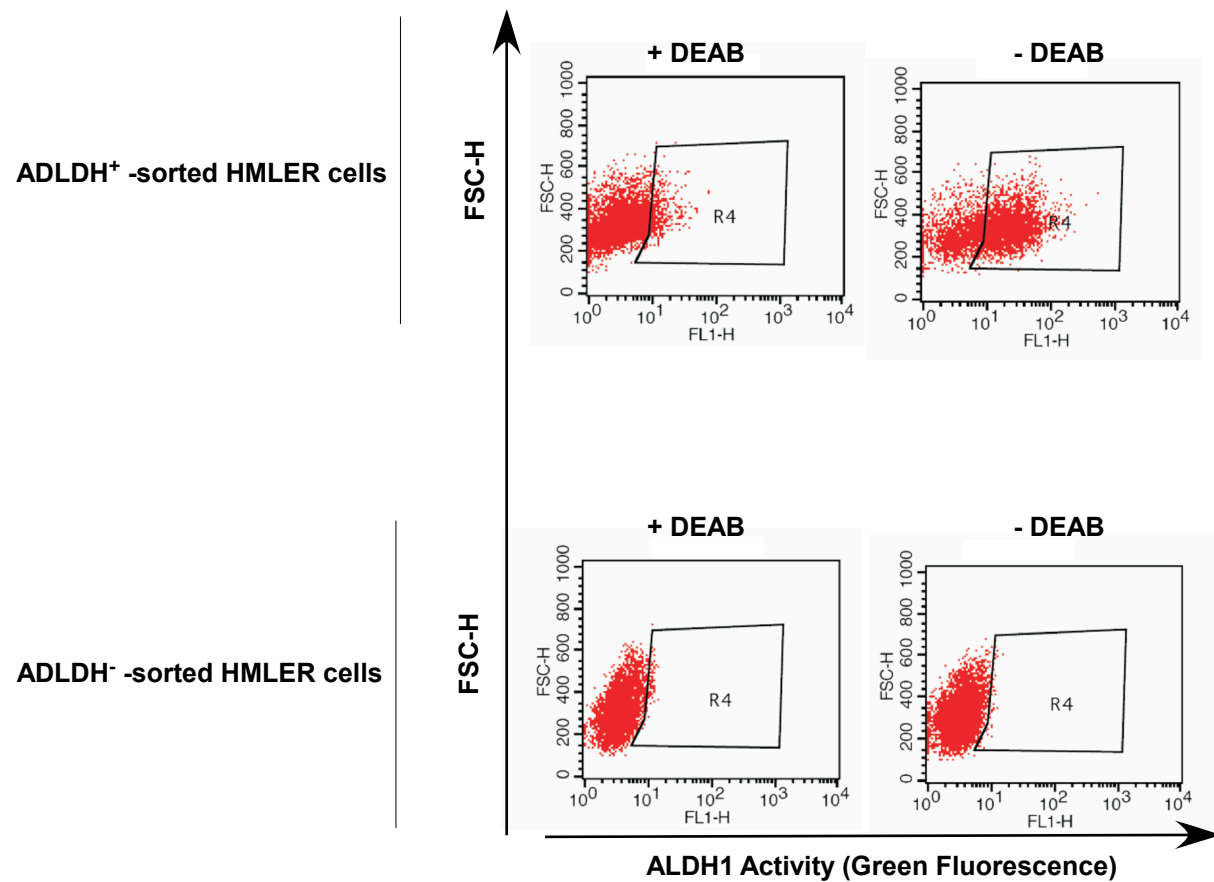 + DEAB
- DEAB
ADLDH+ -sorted HMLER cells
FSC-H
FSC-H
1000
800
600
400
200
0
R4
10^0 10^1 10^2 10^3 10^4
FL1-H
FSC-H
1000
800
600
400
200
0
R4
10^0 10^1 10^2 10^3 10^4
FL1-H
+ DEAB
- DEAB
ADLDH- -sorted HMLER cells
FSC-H
FSC-H
1000
800
600
400
200
0
R4
10^0 10^1 10^2 10^3 10^4
FL1-H
FSC-H
1000
800
600
400
200
0
R4
10^0 10^1 10^2 10^3 10^4
FL1-H
ALDH1 Activity (Green Fluorescence)